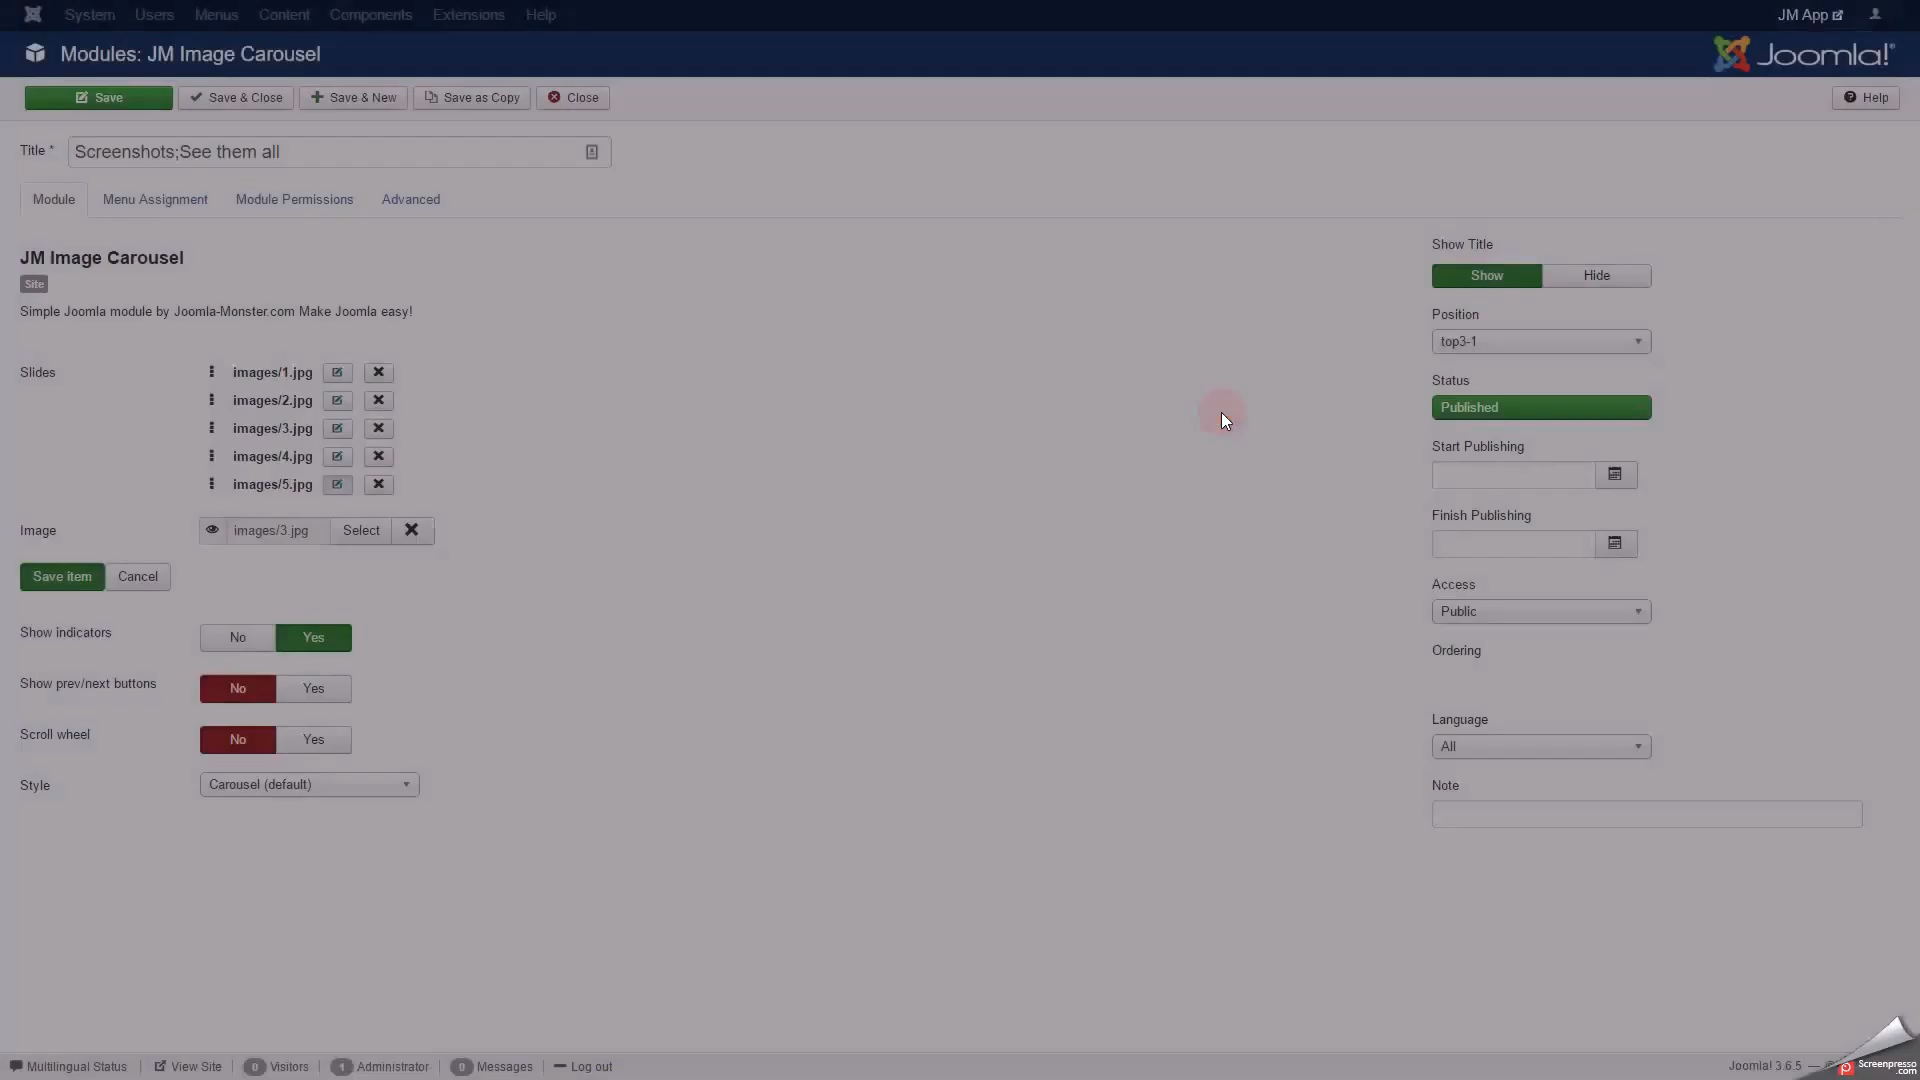 System Users Menus Content Components Extensions Help JM App
Modules: JM Image Carousel Joomla!®
Save Save & Close Save & New Save as Copy Close Help
Title * Screenshots;See them all
Module Menu Assignment Module Permissions Advanced
JM Image Carousel
Site
Simple Joomla module by Joomla-Monster.com Make Joomla easy!
Slides
images/1.jpg
images/2.jpg
images/3.jpg
images/4.jpg
images/5.jpg
Image images/3.jpg Select
Save item Cancel
Show indicators No Yes
Show prev/next buttons No Yes
Scroll wheel No Yes
Style Carousel (default)
Show Title
Show Hide
Position
top3-1
Status
Published
Start Publishing
Finish Publishing
Access
Public
Ordering
Language
All
Note
Multilingual Status View Site 0 Visitors 1 Administrator 0 Messages Log out Joomla! 3.6.5 —
Screenpresso
.com